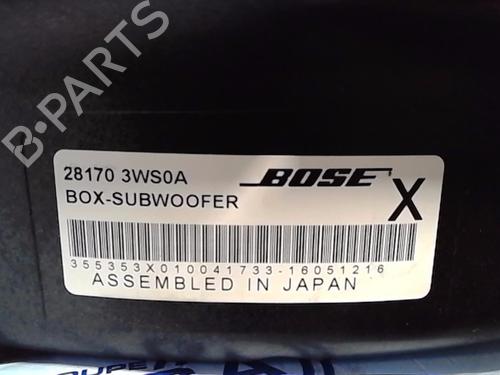 B-PARTS
28170 3WS0A
BOSE
BOX-SUBWOOFER
X
355353X010041733-16051216
ASSEMBLED IN JAPAN